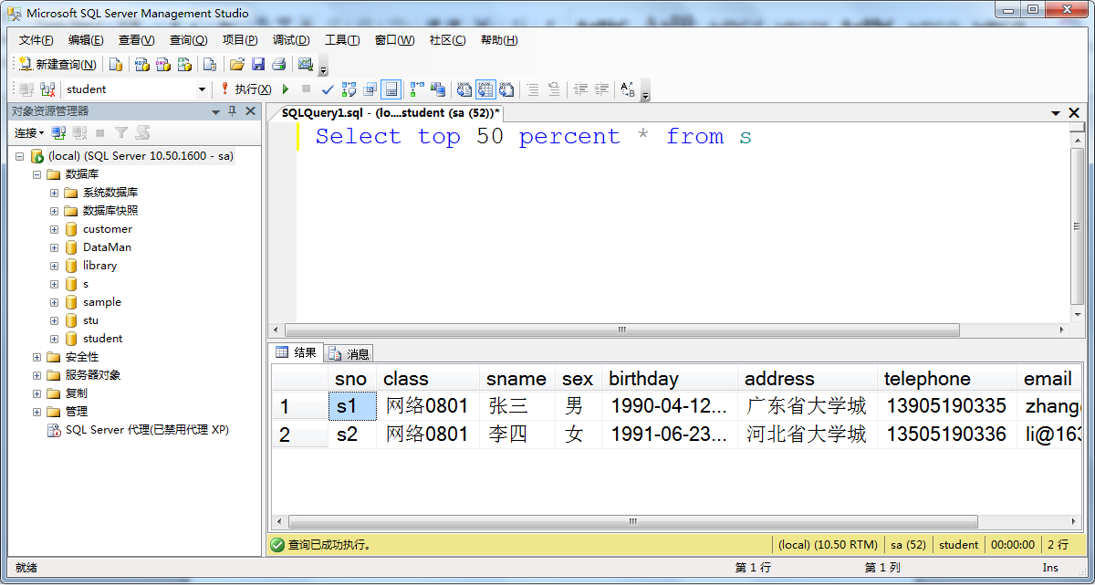 Microsoft SQL Server Management Studio
文件(F) 编辑(E) 查看(V) 查询(Q) 项目(P) 调试(D) 工具(T) 窗口(W) 社区(C) 帮助(H)
新建查询(N)
student 执行(X)
对象资源管理器
连接
(local) (SQL Server 10.50.1600 - sa)
数据库
系统数据库
数据库快照
customer
DataMan
library
s
sample
stu
student
安全性
服务器对象
复制
管理
SQL Server 代理(已禁用代理 XP)
SQLQuery1.sql - (lo....student (sa (52))*
Select top 50 percent * from s
结果 消息
sno class sname sex birthday address telephone email
1 s1 网络0801 张三 男 1990-04-12... 广东省大学城 13905190335 zhang
2 s2 网络0801 李四 女 1991-06-23... 河北省大学城 13505190336 li@163
查询已成功执行。 (local) (10.50 RTM) sa (52) student 00:00:00 2 行
就绪 第 1 行 第 1 列 Ins